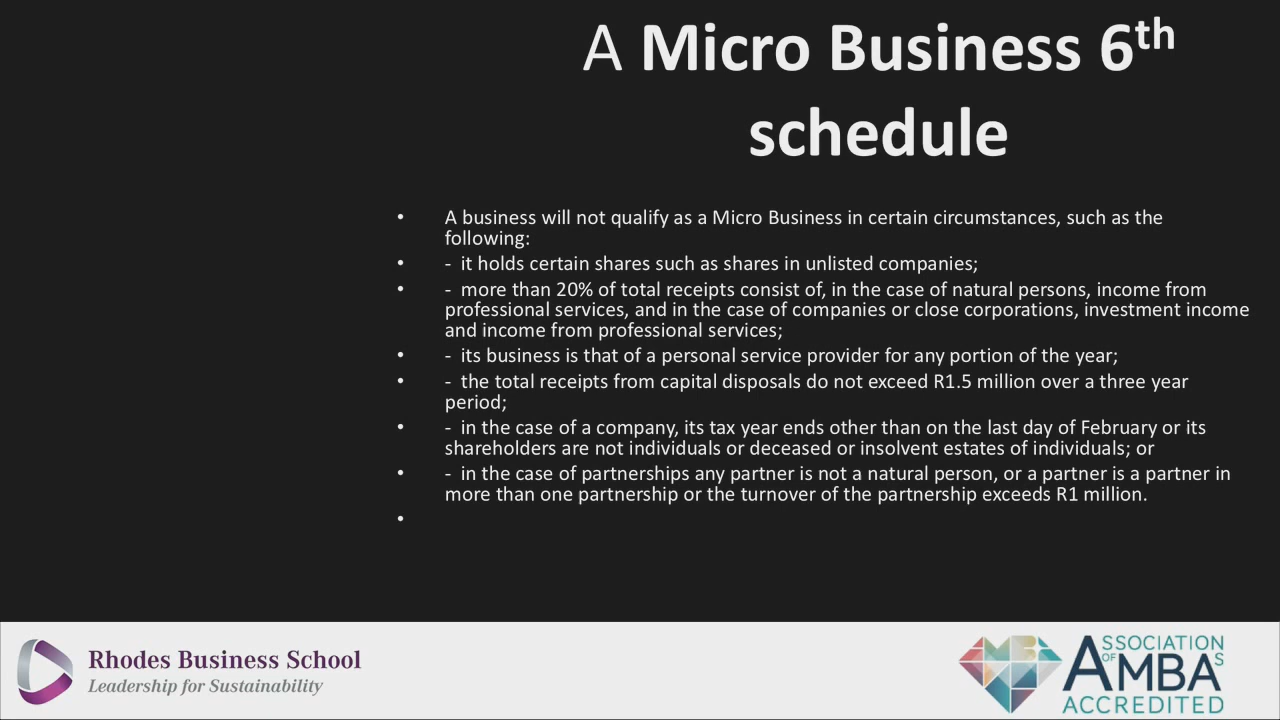 A Micro Business 6th
schedule
• A business will not qualify as a Micro Business in certain circumstances, such as the
following:
• - it holds certain shares such as shares in unlisted companies;
• - more than 20% of total receipts consist of, in the case of natural persons, income from
professional services, and in the case of companies or close corporations, investment income
and income from professional services;
• - its business is that of a personal service provider for any portion of the year;
• - the total receipts from capital disposals do not exceed R1.5 million over a three year
period;
• - in the case of a company, its tax year ends other than on the last day of February or its
shareholders are not individuals or deceased or insolvent estates of individuals; or
• - in the case of partnerships any partner is not a natural person, or a partner is a partner in
more than one partnership or the turnover of the partnership exceeds R1 million.
•
Rhodes Business School
Leadership for Sustainability
MBA
ASSOCIATION
OF AMBAS
ACCREDITED